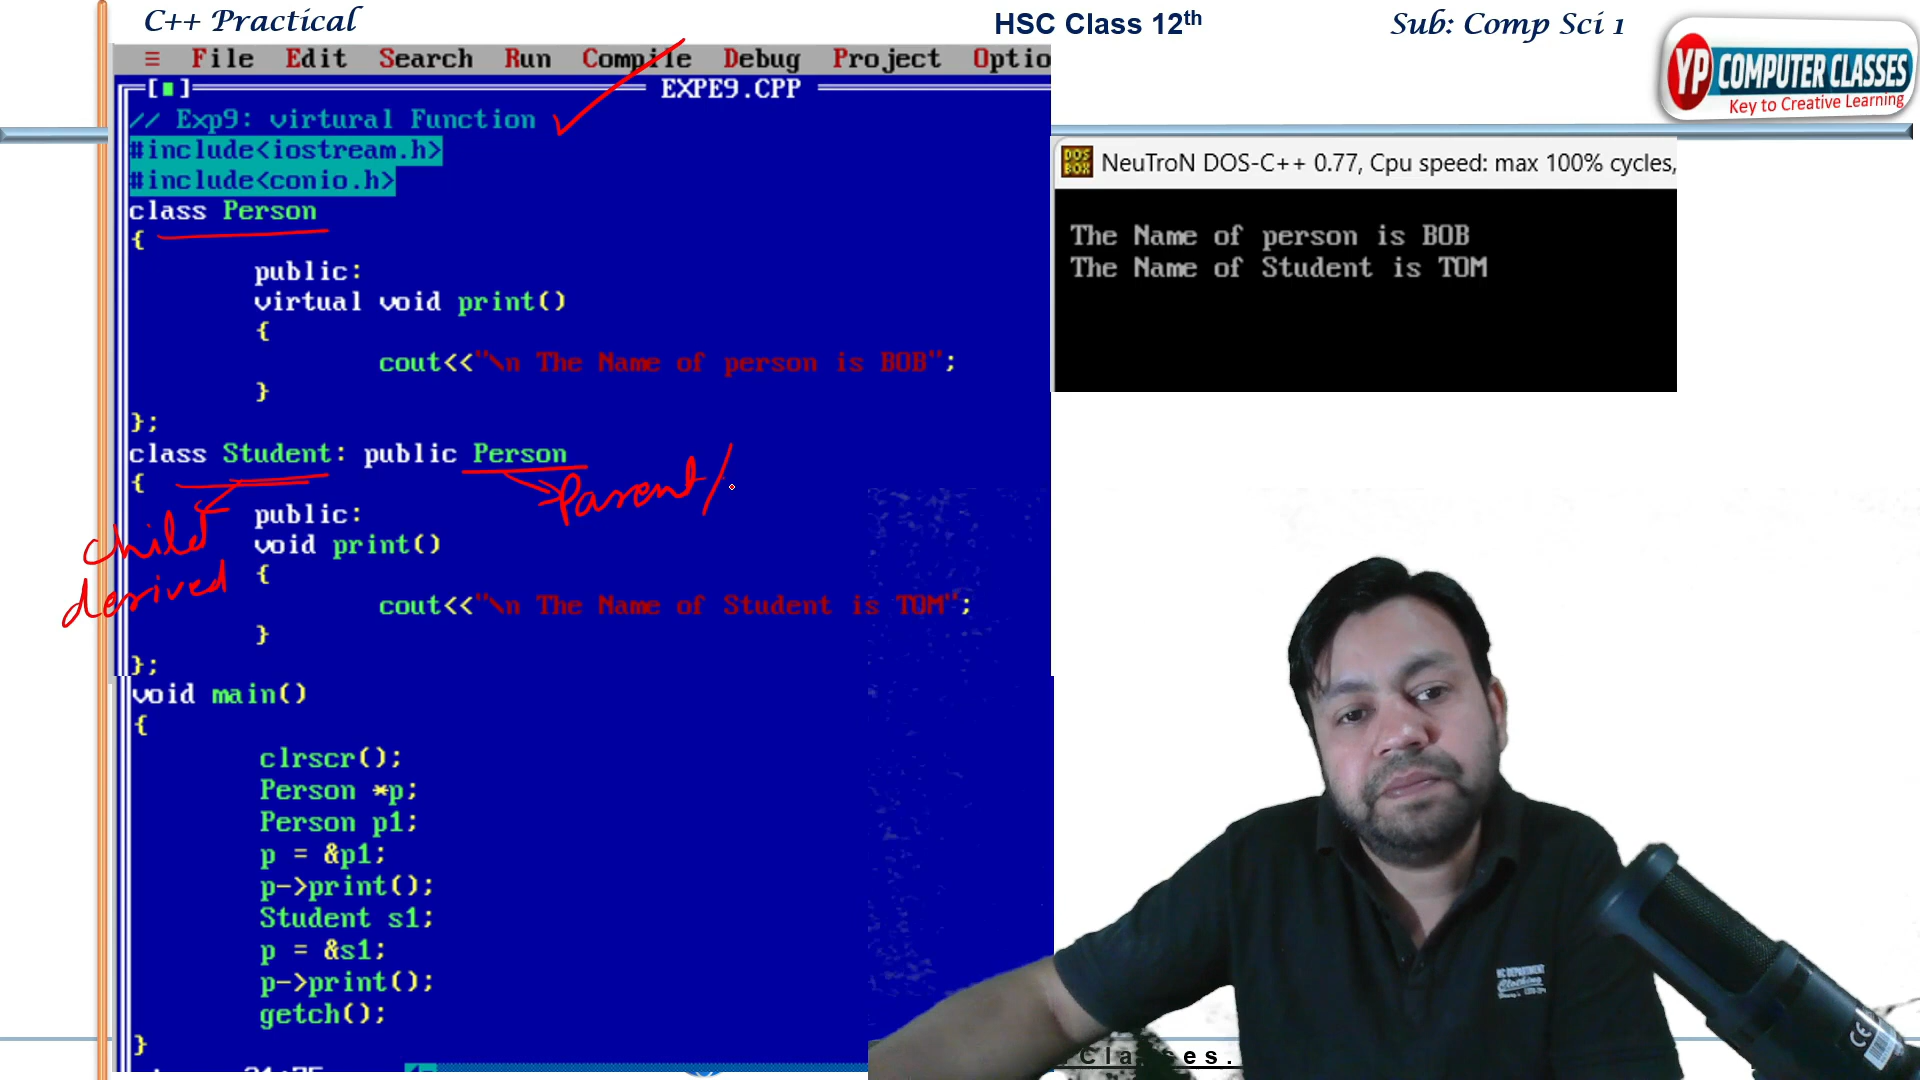 C++ Practical
HSC Class 12th
Sub: Comp Sci 1
YP COMPUTER CLASSES
Key to Creative Learning
≡ File Edit Search Run Compile Debug Project Optio
EXPE9.CPP
// Exp9: virtural Function
#include<iostream.h>
#include<conio.h>
class Person
{
public:
virtual void print()
{
cout<<"\n The Name of person is BOB";
}
};
class Student: public Person
{
public:
void print()
{
cout<<"\n The Name of Student is TOM";
}
};
void main()
{
clrscr();
Person *p;
Person p1;
p = &p1;
p->print();
Student s1;
p = &s1;
p->print();
getch();
}
Parent/
child
derived
DOS BOX
NeuTroN DOS-C++ 0.77, Cpu speed: max 100% cycles,
The Name of person is BOB
The Name of Student is TOM
CE